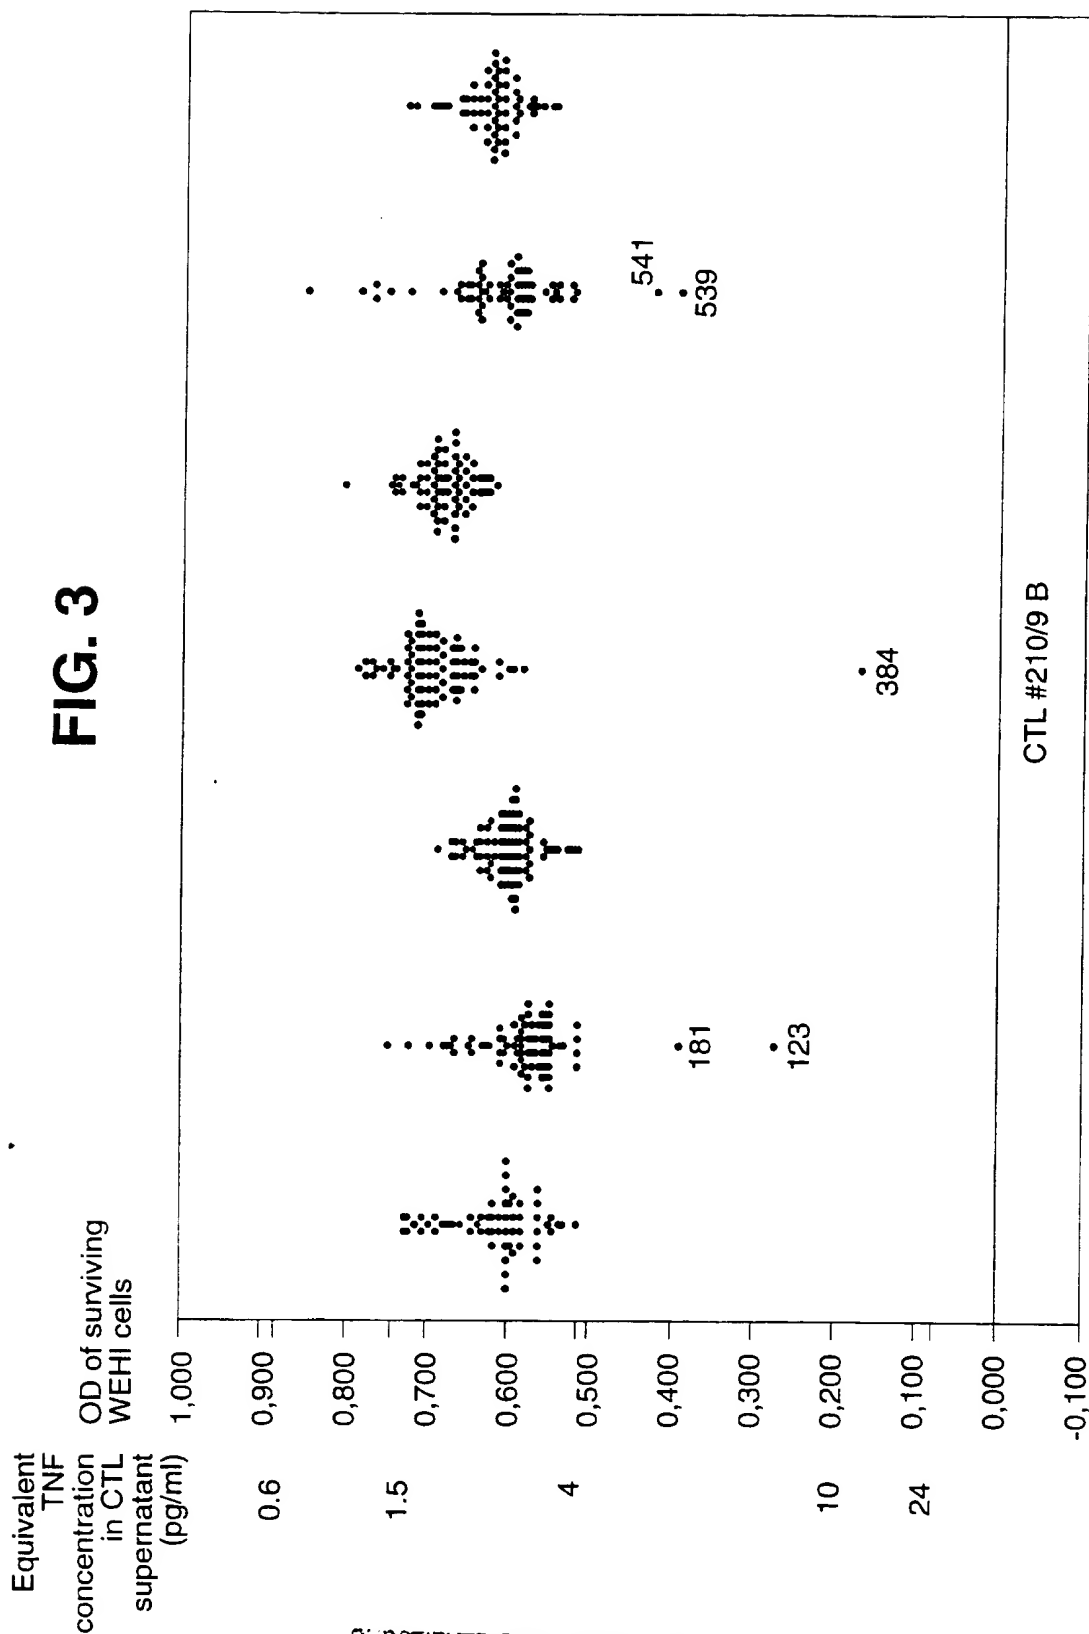 FIG. 3
Equivalent
TNF
concentration
in CTL
supernatant
(pg/ml)
OD of surviving
WEHI cells
1,000
0.6
0,900
0,800
1.5
0,700
0,600
4
0,500
0,400
0,300
10
0,200
24
0,100
0,000
-0,100
181
123
384
541
539
CTL #210/9 B